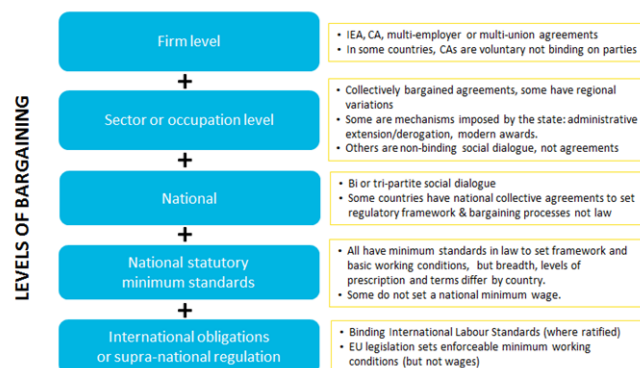 LEVELS OF BARGAINING
Firm level
• IEA, CA, multi-employer or multi-union agreements
• In some countries, CAs are voluntary not binding on parties
+
Sector or occupation level
• Collectively bargained agreements, some have regional
variations
• Some are mechanisms imposed by the state: administrative
extension/derogation, modern awards.
• Others are non-binding social dialogue, not agreements
+
National
• Bi or tri-partite social dialogue
• Some countries have national collective agreements to set
regulatory framework & bargaining processes not law
+
National statutory
minimum standards
• All have minimum standards in law to set framework and
basic working conditions, but breadth, levels of
prescription and terms differ by country.
• Some do not set a national minimum wage.
+
International obligations
or supra-national regulation
• Binding International Labour Standards (where ratified)
• EU legislation sets enforceable minimum working
conditions (but not wages)